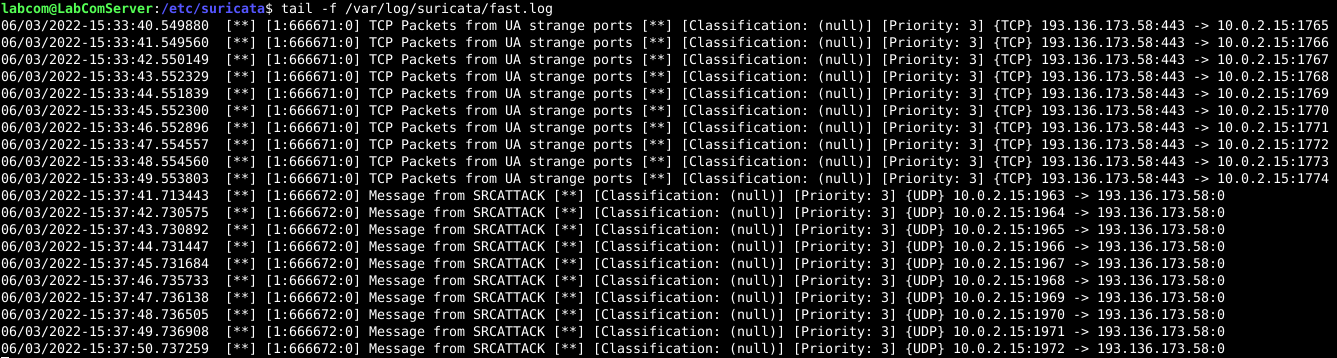 labcom@LabComServer:/etc/suricata$ tail -f /var/log/suricata/fast.log
06/03/2022-15:33:40.549880  [**] [1:666671:0] TCP Packets from UA strange ports [**] [Classification: (null)] [Priority: 3] {TCP} 193.136.173.58:443 -> 10.0.2.15:1765
06/03/2022-15:33:41.549560  [**] [1:666671:0] TCP Packets from UA strange ports [**] [Classification: (null)] [Priority: 3] {TCP} 193.136.173.58:443 -> 10.0.2.15:1766
06/03/2022-15:33:42.550149  [**] [1:666671:0] TCP Packets from UA strange ports [**] [Classification: (null)] [Priority: 3] {TCP} 193.136.173.58:443 -> 10.0.2.15:1767
06/03/2022-15:33:43.552329  [**] [1:666671:0] TCP Packets from UA strange ports [**] [Classification: (null)] [Priority: 3] {TCP} 193.136.173.58:443 -> 10.0.2.15:1768
06/03/2022-15:33:44.551839  [**] [1:666671:0] TCP Packets from UA strange ports [**] [Classification: (null)] [Priority: 3] {TCP} 193.136.173.58:443 -> 10.0.2.15:1769
06/03/2022-15:33:45.552300  [**] [1:666671:0] TCP Packets from UA strange ports [**] [Classification: (null)] [Priority: 3] {TCP} 193.136.173.58:443 -> 10.0.2.15:1770
06/03/2022-15:33:46.552896  [**] [1:666671:0] TCP Packets from UA strange ports [**] [Classification: (null)] [Priority: 3] {TCP} 193.136.173.58:443 -> 10.0.2.15:1771
06/03/2022-15:33:47.554557  [**] [1:666671:0] TCP Packets from UA strange ports [**] [Classification: (null)] [Priority: 3] {TCP} 193.136.173.58:443 -> 10.0.2.15:1772
06/03/2022-15:33:48.554560  [**] [1:666671:0] TCP Packets from UA strange ports [**] [Classification: (null)] [Priority: 3] {TCP} 193.136.173.58:443 -> 10.0.2.15:1773
06/03/2022-15:33:49.553803  [**] [1:666671:0] TCP Packets from UA strange ports [**] [Classification: (null)] [Priority: 3] {TCP} 193.136.173.58:443 -> 10.0.2.15:1774
06/03/2022-15:37:41.713443  [**] [1:666672:0] Message from SRCATTACK [**] [Classification: (null)] [Priority: 3] {UDP} 10.0.2.15:1963 -> 193.136.173.58:0
06/03/2022-15:37:42.730575  [**] [1:666672:0] Message from SRCATTACK [**] [Classification: (null)] [Priority: 3] {UDP} 10.0.2.15:1964 -> 193.136.173.58:0
06/03/2022-15:37:43.730892  [**] [1:666672:0] Message from SRCATTACK [**] [Classification: (null)] [Priority: 3] {UDP} 10.0.2.15:1965 -> 193.136.173.58:0
06/03/2022-15:37:44.731447  [**] [1:666672:0] Message from SRCATTACK [**] [Classification: (null)] [Priority: 3] {UDP} 10.0.2.15:1966 -> 193.136.173.58:0
06/03/2022-15:37:45.731684  [**] [1:666672:0] Message from SRCATTACK [**] [Classification: (null)] [Priority: 3] {UDP} 10.0.2.15:1967 -> 193.136.173.58:0
06/03/2022-15:37:46.735733  [**] [1:666672:0] Message from SRCATTACK [**] [Classification: (null)] [Priority: 3] {UDP} 10.0.2.15:1968 -> 193.136.173.58:0
06/03/2022-15:37:47.736138  [**] [1:666672:0] Message from SRCATTACK [**] [Classification: (null)] [Priority: 3] {UDP} 10.0.2.15:1969 -> 193.136.173.58:0
06/03/2022-15:37:48.736505  [**] [1:666672:0] Message from SRCATTACK [**] [Classification: (null)] [Priority: 3] {UDP} 10.0.2.15:1970 -> 193.136.173.58:0
06/03/2022-15:37:49.736908  [**] [1:666672:0] Message from SRCATTACK [**] [Classification: (null)] [Priority: 3] {UDP} 10.0.2.15:1971 -> 193.136.173.58:0
06/03/2022-15:37:50.737259  [**] [1:666672:0] Message from SRCATTACK [**] [Classification: (null)] [Priority: 3] {UDP} 10.0.2.15:1972 -> 193.136.173.58:0